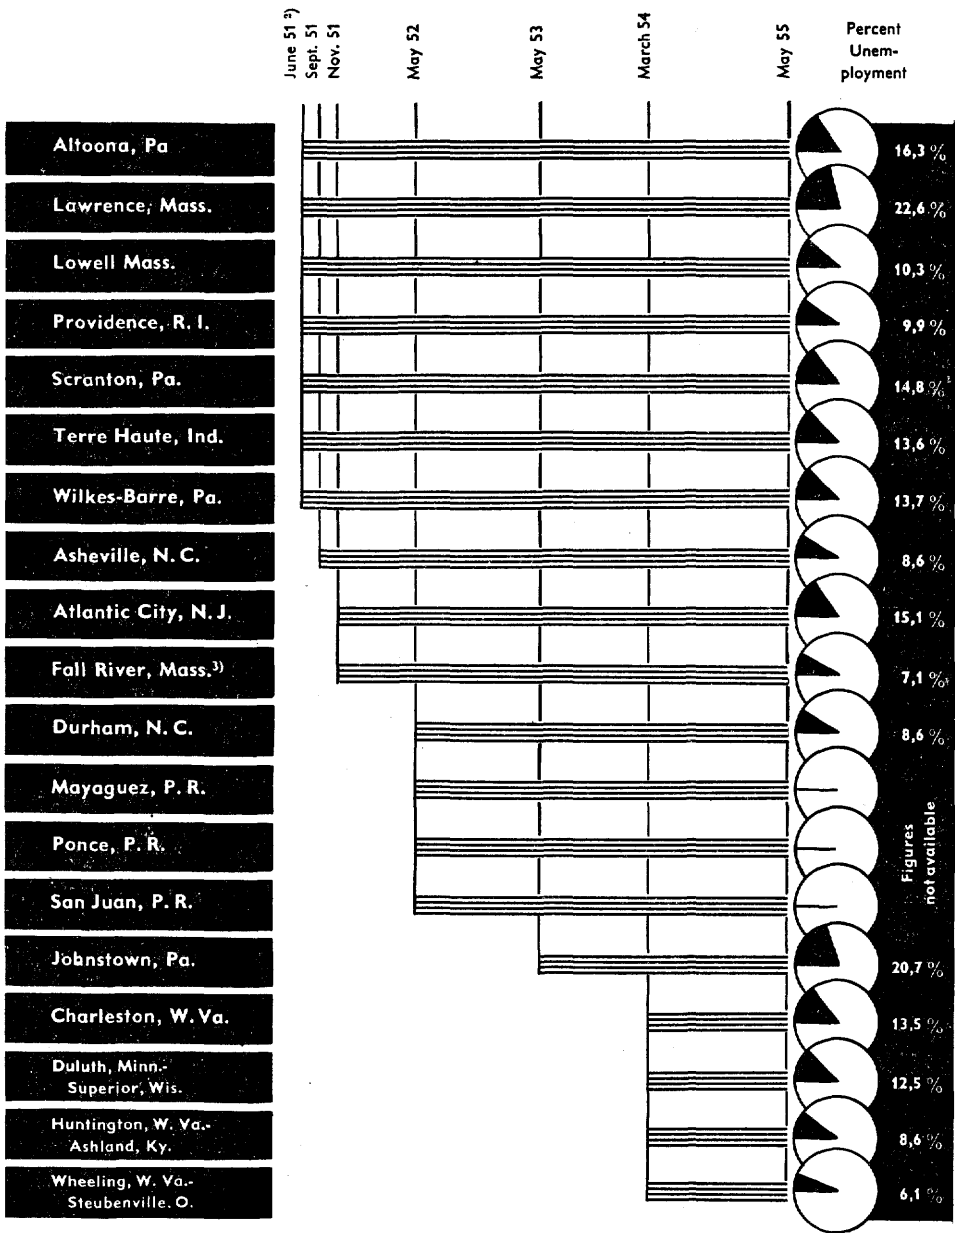 June 51 ²)
Sept. 51
Nov. 51
May 52
May 53
March 54
May 55
Percent
Unem-
ployment
Altoona, Pa
16,3 %
Lawrence, Mass.
22,6 %
Lowell Mass.
10,3 %
Providence, R. I.
9,9 %
Scranton, Pa.
14,8 %
Terre Haute, Ind.
13,6 %
Wilkes-Barre, Pa.
13,7 %
Asheville, N. C.
8,6 %
Atlantic City, N. J.
15,1 %
Fall River, Mass.³)
7,1 %
Durham, N. C.
8,6 %
Mayaguez, P. R.
Ponce, P. R.
San Juan, P. R.
Figures
not available
Johnstown, Pa.
20,7 %
Charleston, W. Va.
13,5 %
Duluth, Minn.-
Superior, Wis.
12,5 %
Huntington, W. Va.-
Ashland, Ky.
8,6 %
Wheeling, W. Va.-
Steubenville, O.
6,1 %